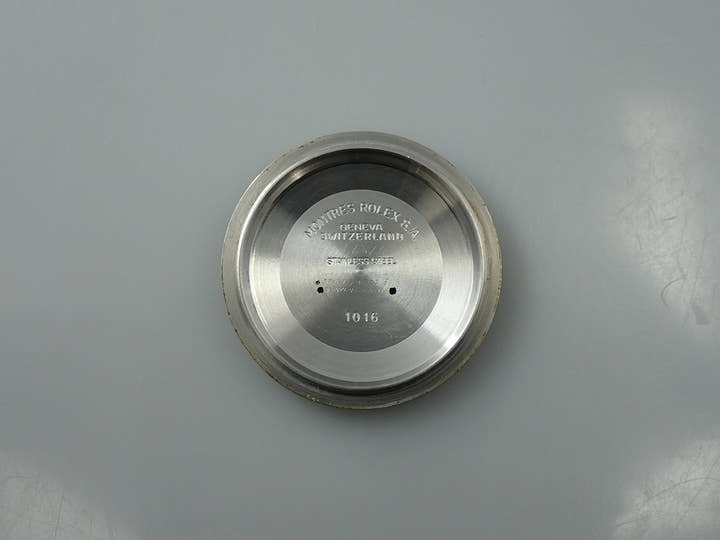 MONTRES ROLEX S.A.
GENEVA
SWITZERLAND
STAINLESS STEEL
1016